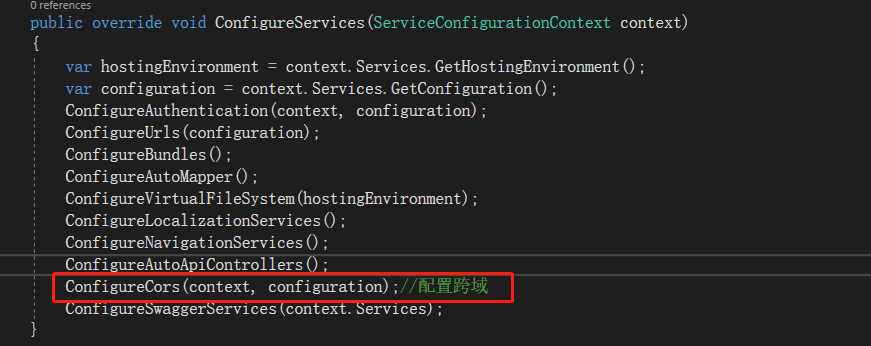 0 references
public override void ConfigureServices(ServiceConfigurationContext context)
{
var hostingEnvironment = context.Services.GetHostingEnvironment();
var configuration = context.Services.GetConfiguration();
ConfigureAuthentication(context, configuration);
ConfigureUrls(configuration);
ConfigureBundles();
ConfigureAutoMapper();
ConfigureVirtualFileSystem(hostingEnvironment);
ConfigureLocalizationServices();
ConfigureNavigationServices();
ConfigureAutoApiControllers();
ConfigureCors(context, configuration);//配置跨域
ConfigureSwaggerServices(context.Services);
}